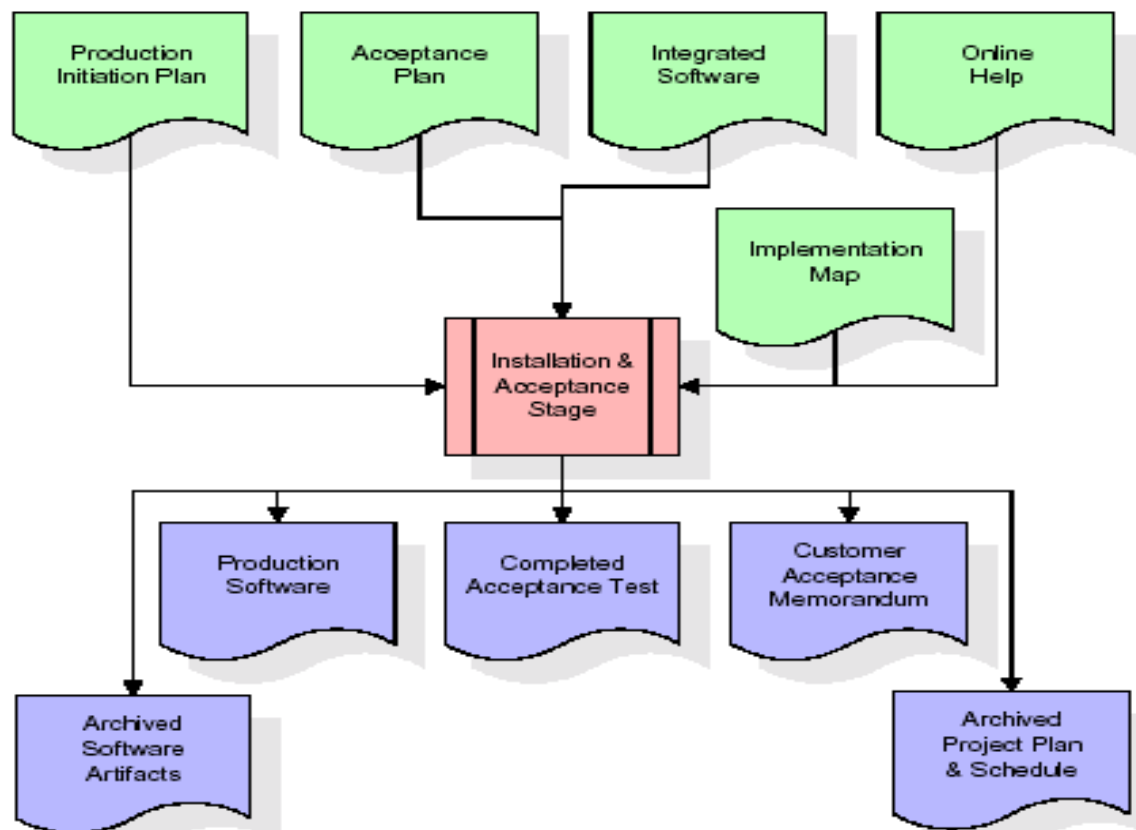 Production
Initiation Plan
Acceptance
Plan
Integrated
Software
Online
Help
Implementation
Map
Installation &
Acceptance
Stage
Production
Software
Completed
Acceptance Test
Customer
Acceptance
Memorandum
Archived
Software
Artifacts
Archived
Project Plan
& Schedule